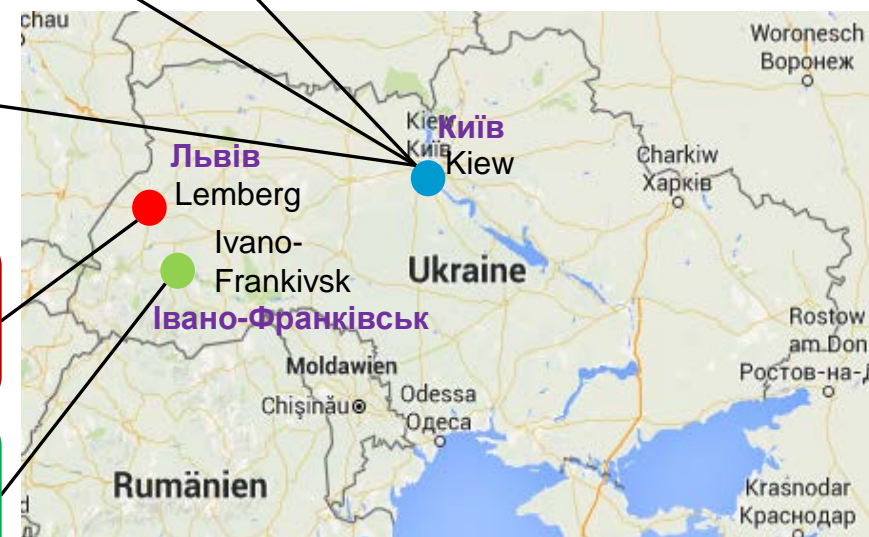 chau
Woronesch
Воронеж
Kiew
Київ
Київ
Kiew
Charkiw
Харків
Львів
Lemberg
Ivano-
Frankivsk
Івано-Франківськ
Ukraine
Rostow
am Don
Ростов-на-Д
Moldawien
Chişinău
Odessa
Одеса
Rumänien
Krasnodar
Краснодар